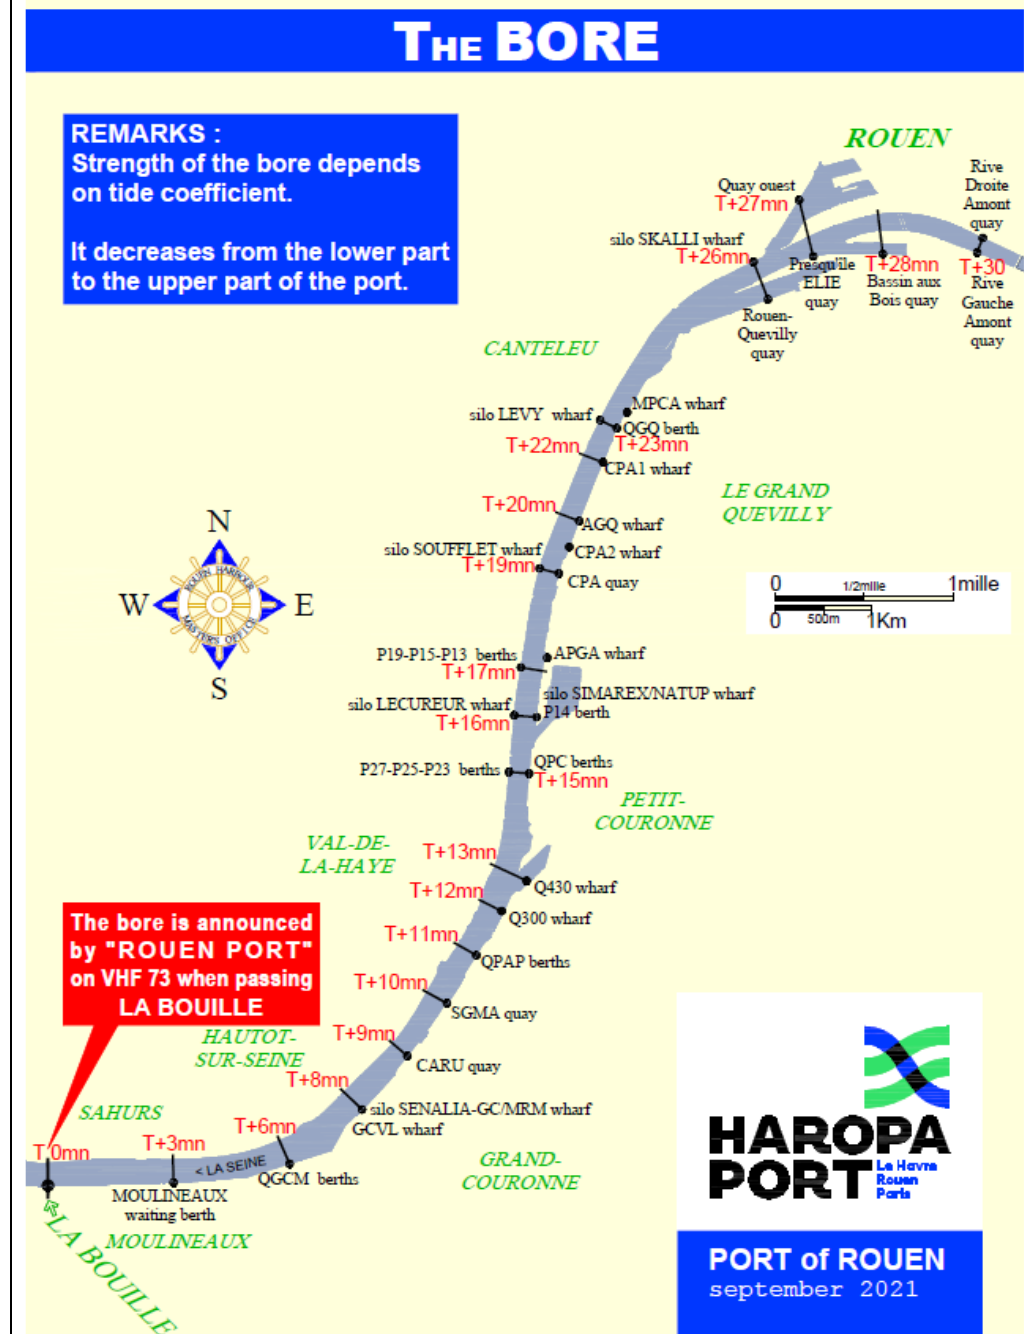 THE BORE
REMARKS :
Strength of the bore depends
on tide coefficient.
It decreases from the lower part
to the upper part of the port.
ROUEN
Rive
Droite
Amont
quay
Quay ouest
T+27mn
silo SKALLI wharf
T+26mn
Presqu'île
ELIE
quay
T+28mn
Bassin aux
Bois quay
T+30
Rive
Gauche
Amont
quay
Rouen-
Quevilly
quay
CANTELEU
MPCA wharf
silo LEVY wharf
QGQ berth
T+23mn
T+22mn
CPA1 wharf
LE GRAND
QUEVILLY
T+20mn
AGQ wharf
silo SOUFFLET wharf
CPA2 wharf
T+19mn
CPA quay
N
W
E
S
ROUEN HARBOUR
MASTER'S OFFICE
0
1/2mille
1mille
0
500m
1Km
P19-P15-P13 berths
APGA wharf
T+17mn
silo SIMAREX/NATUP wharf
silo LECUREUR wharf
P14 berth
T+16mn
QPC berths
P27-P25-P23 berths
T+15mn
PETIT-
COURONNE
VAL-DE-
LA-HAYE
T+13mn
T+12mn
Q430 wharf
Q300 wharf
The bore is announced
by "ROUEN PORT"
on VHF 73 when passing
LA BOUILLE
T+11mn
QPAP berths
T+10mn
SGMA quay
HAUTOT-
SUR-SEINE
T+9mn
CARU quay
T+8mn
SAHURS
silo SENALIA-GC/MRM wharf
GCVL wharf
T+6mn
T 0mn
T+3mn
< LA SEINE
QGCM berths
GRAND-
COURONNE
MOULINEAUX
waiting berth
MOULINEAUX
LA BOUILLE
HAROPA
PORT
Le Havre
Rouen
Paris
PORT of ROUEN
september 2021